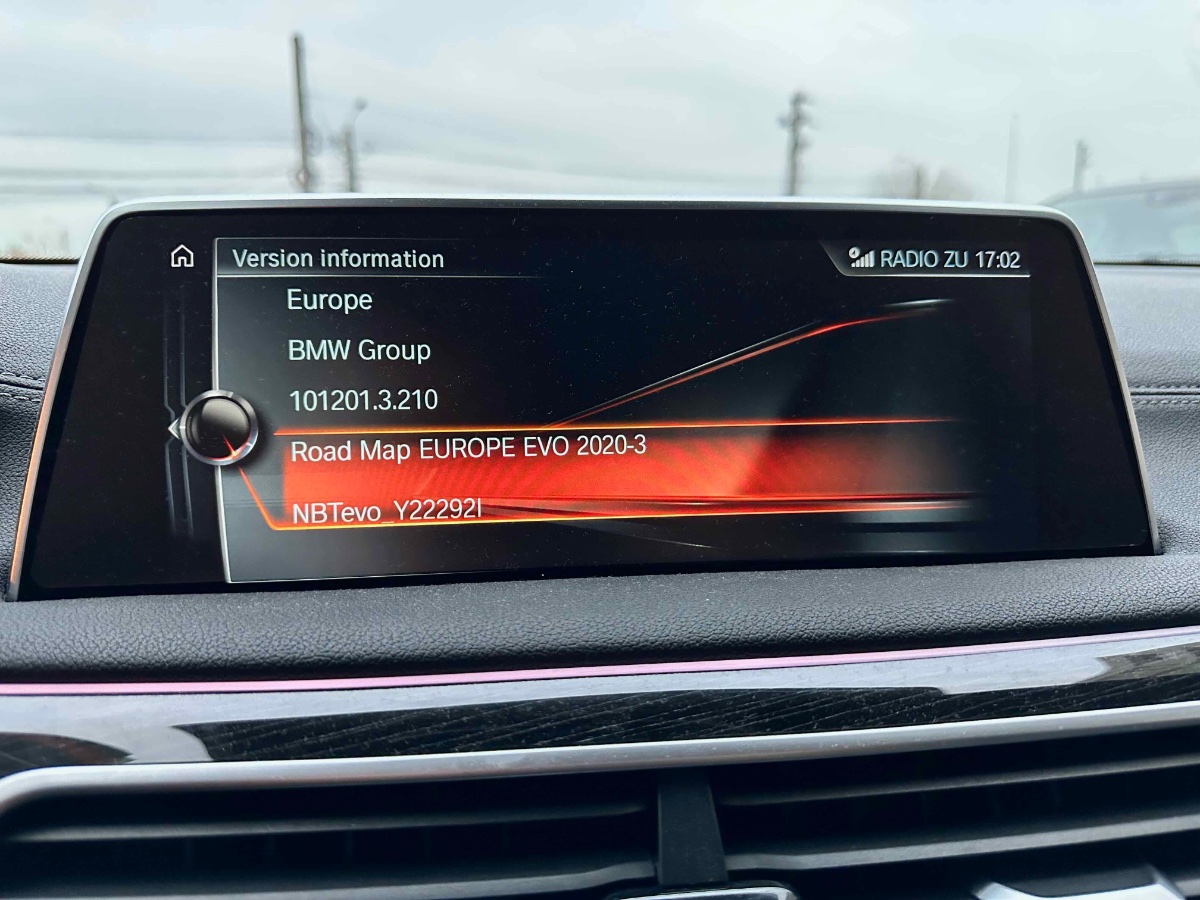 Version information
RADIO ZU 17:02
Europe
BMW Group
101201.3.210
Road Map EUROPE EVO 2020-3
NBTevo_Y22292I